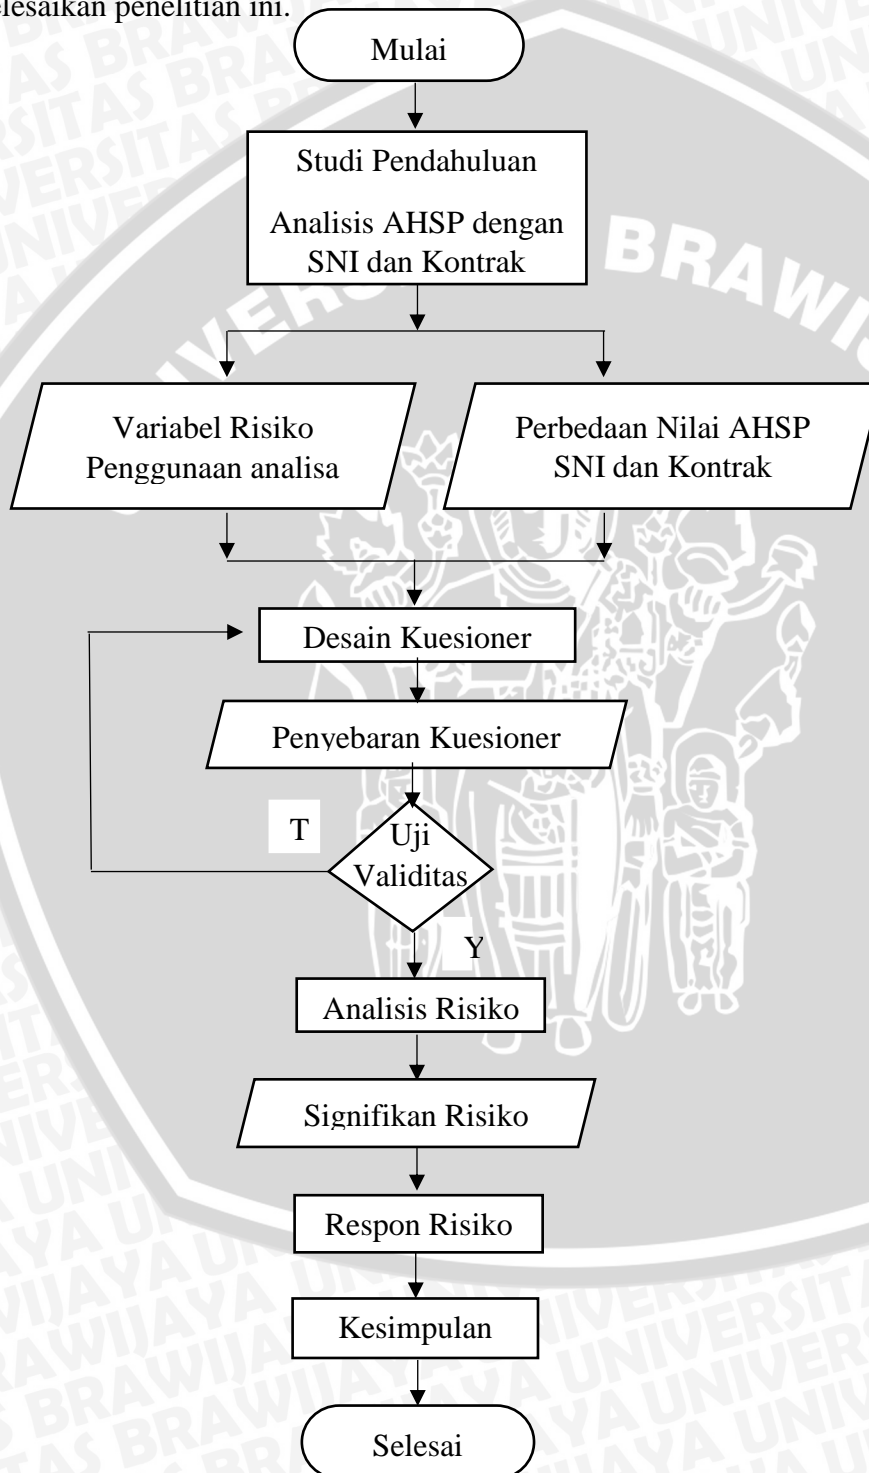 elesaikan penelitian ini.
Mulai
Studi Pendahuluan
Analisis AHSP dengan
SNI dan Kontrak
Variabel Risiko
Penggunaan analisa
Perbedaan Nilai AHSP
SNI dan Kontrak
Desain Kuesioner
Penyebaran Kuesioner
T
Uji
Validitas
Y
Analisis Risiko
Signifikan Risiko
Respon Risiko
Kesimpulan
Selesai